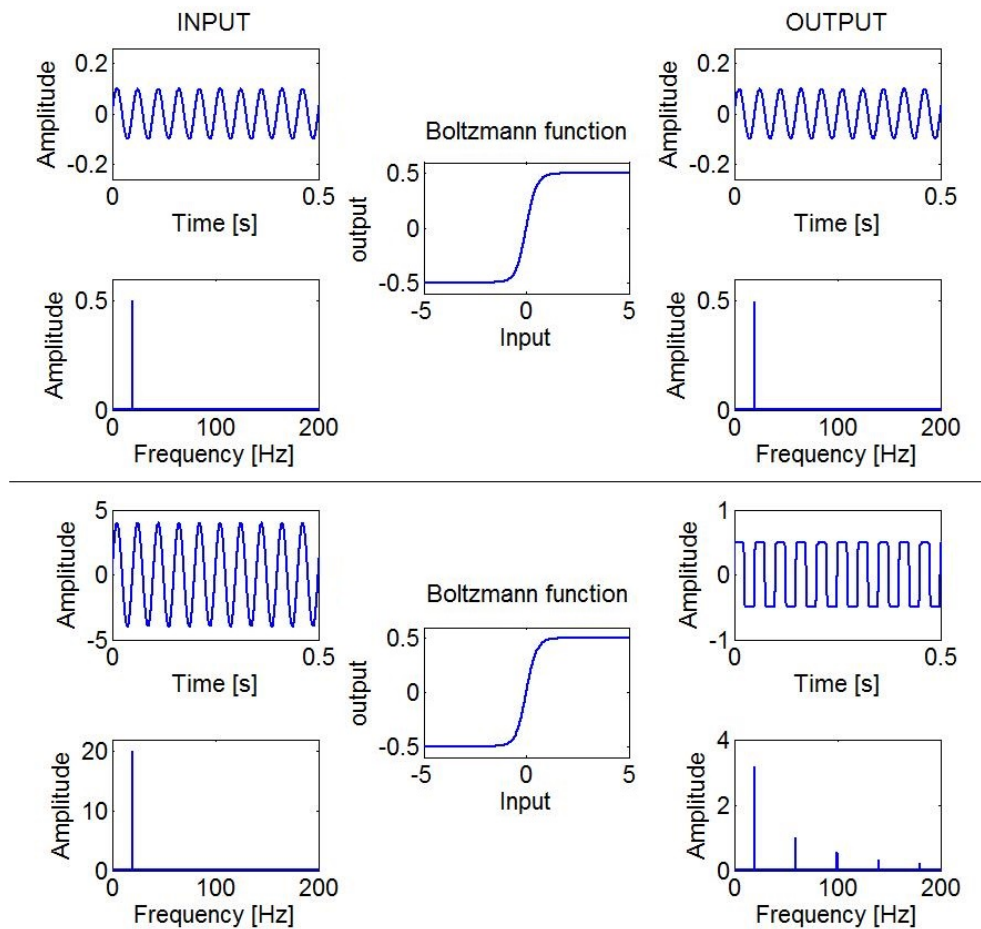 INPUT
OUTPUT
Amplitude
0.2
0
-0.2
0
0.5
Time [s]
Boltzmann function
output
0.5
0
-0.5
-5
0
5
Input
Amplitude
0.2
0
-0.2
0
0.5
Time [s]
Amplitude
0.5
0
0
100
200
Frequency [Hz]
Amplitude
0.5
0
0
100
200
Frequency [Hz]
Amplitude
5
0
-5
0
0.5
Time [s]
Boltzmann function
output
0.5
0
-0.5
-5
0
5
Input
Amplitude
1
0
-1
0
0.5
Time [s]
Amplitude
20
10
0
0
100
200
Frequency [Hz]
Amplitude
4
2
0
0
100
200
Frequency [Hz]